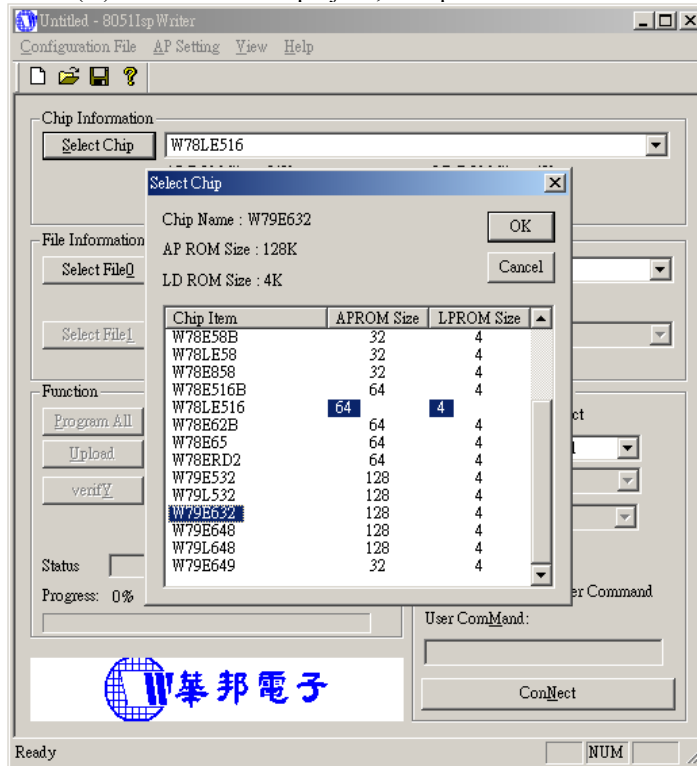 Untitled - 8051IspWriter
Configuration File AP Setting View Help
Chip Information
Select Chip W78LE516
Select Chip
Chip Name : W79E632
OK
AP ROM Size : 128K
Cancel
LD ROM Size : 4K
File Information
Select File0
Select File1
Chip Item APROM Size LPROM Size
W78E58B 32 4
W78LE58 32 4
W78E858 32 4
W78E516B 64 4
W78LE516 64 4
W78E62B 64 4
W78E65 64 4
W78ERD2 64 4
W79E532 128 4
W79L532 128 4
W79E632 128 4
W79E648 128 4
W79L648 128 4
W79E649 32 4
Function
Program All
Upload
verifY
Status
Progress: 0%
ct
er Command
User ComMand:
ConNect
華邦電子
Ready NUM